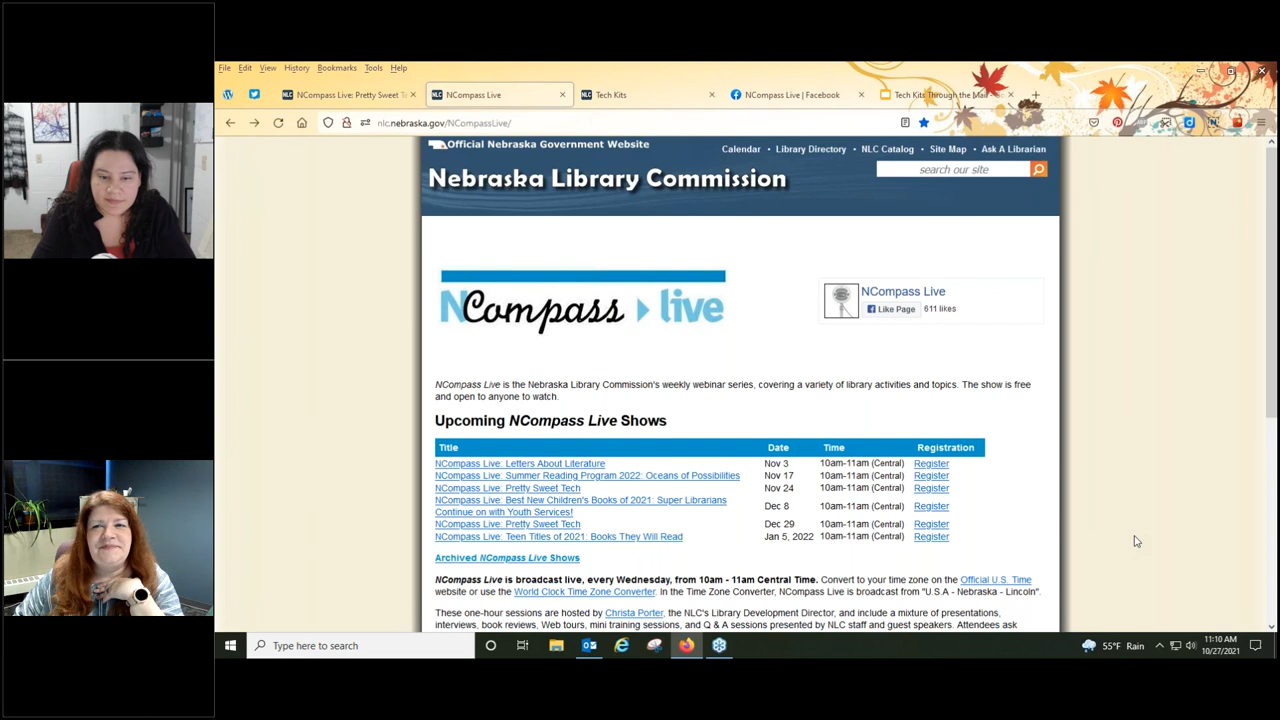 File Edit View History Bookmarks Tools Help
NCompass Live: Pretty Sweet T
NCompass Live
Tech Kits
NCompass Live | Facebook
Tech Kits Through the Mail -
nlc.nebraska.gov/NCompassLive/
Official Nebraska Government Website
Calendar • Library Directory • NLC Catalog • Site Map • Ask A Librarian
Nebraska Library Commission
search our site
NCompass live
NCompass Live
Like Page 611 likes
NCompass Live is the Nebraska Library Commission's weekly webinar series, covering a variety of library activities and topics. The show is free
and open to anyone to watch.
Upcoming NCompass Live Shows
Title Date Time Registration
NCompass Live: Letters About Literature Nov 3 10am-11am (Central) Register
NCompass Live: Summer Reading Program 2022: Oceans of Possibilities Nov 17 10am-11am (Central) Register
NCompass Live: Pretty Sweet Tech Nov 24 10am-11am (Central) Register
NCompass Live: Best New Children's Books of 2021: Super Librarians
Continue on with Youth Services! Dec 8 10am-11am (Central) Register
NCompass Live: Pretty Sweet Tech Dec 29 10am-11am (Central) Register
NCompass Live: Teen Titles of 2021: Books They Will Read Jan 5, 2022 10am-11am (Central) Register
Archived NCompass Live Shows
NCompass Live is broadcast live, every Wednesday, from 10am - 11am Central Time. Convert to your time zone on the Official U.S. Time
website or use the World Clock Time Zone Converter. In the Time Zone Converter, NCompass Live is broadcast from "U.S.A - Nebraska - Lincoln".
These one-hour sessions are hosted by Christa Porter, the NLC's Library Development Director, and include a mixture of presentations,
interviews, book reviews, Web tours, mini training sessions, and Q & A sessions presented by NLC staff and guest speakers. Attendees ask
Type here to search
55°F Rain
11:10 AM
10/27/2021